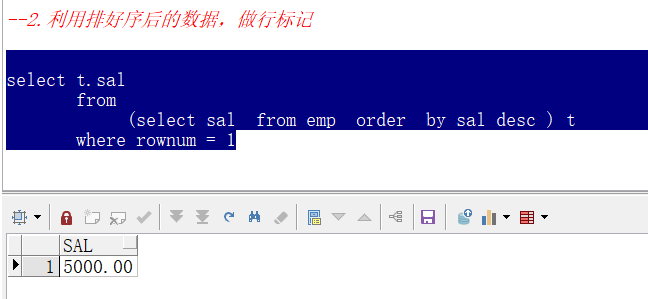 --2.利用排好序后的数据，做行标记
select t.sal
from
(select sal  from emp  order  by sal desc ) t
where rownum = 1
SAL
1 5000.00